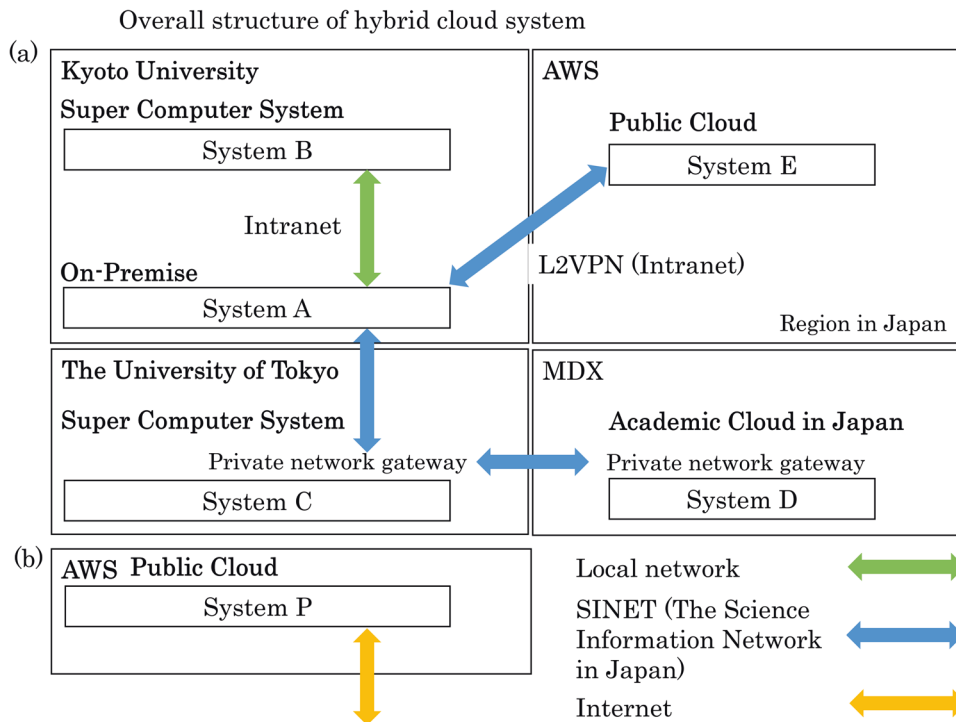 Overall structure of hybrid cloud system
(a)
Kyoto University
Super Computer System
System B
Intranet
On-Premise
System A
AWS
Public Cloud
System E
L2VPN (Intranet)
Region in Japan
The University of Tokyo
Super Computer System
Private network gateway
System C
MDX
Academic Cloud in Japan
Private network gateway
System D
(b)
AWS Public Cloud
System P
Local network
SINET (The Science
Information Network
in Japan)
Internet